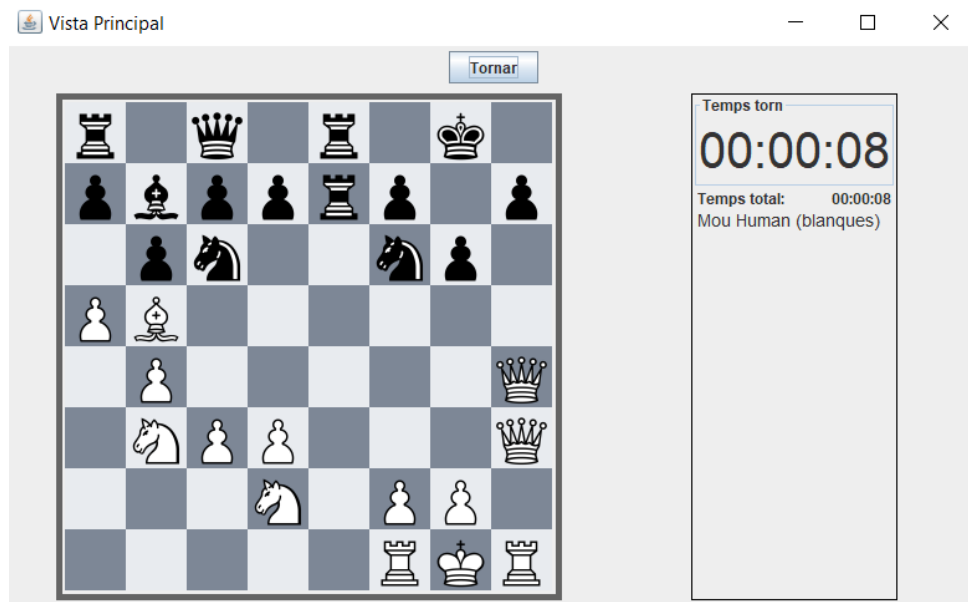 Vista Principal
Tornar
Temps torn
00:00:08
Temps total: 00:00:08
Mou Human (blanques)